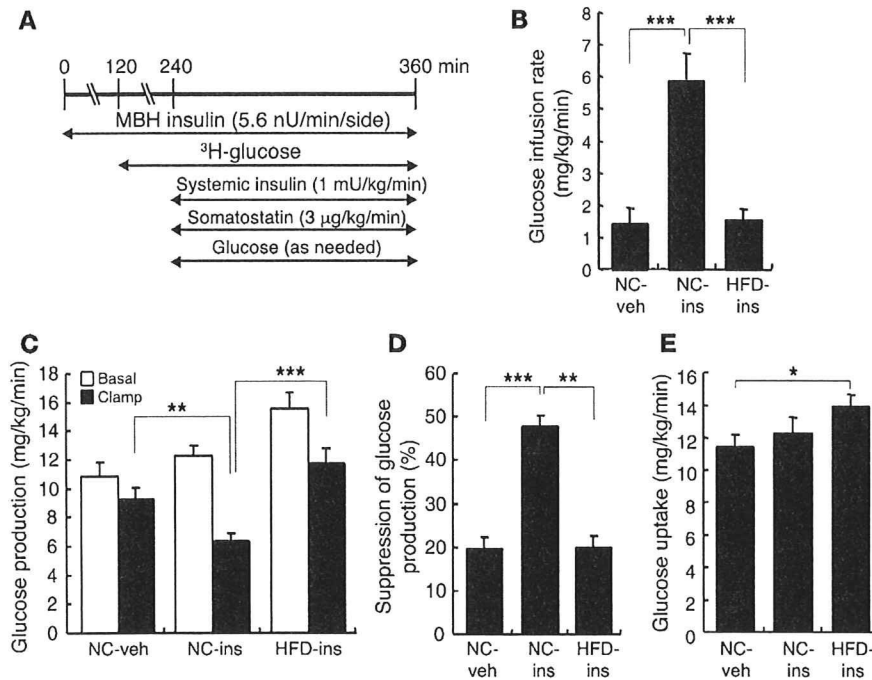 A
0 120 240 360 min
MBH insulin (5.6 nU/min/side)
³H-glucose
Systemic insulin (1 mU/kg/min)
Somatostatin (3 µg/kg/min)
Glucose (as needed)
B
Glucose infusion rate
(mg/kg/min)
9
8
7
6
5
4
3
2
1
0
*** ***
NC-
veh
NC-
ins
HFD-
ins
C
Glucose production (mg/kg/min)
18
16
14
12
10
8
6
4
2
0
Basal
Clamp
**
***
NC-veh NC-ins HFD-ins
D
Suppression of glucose
production (%)
60
50
40
30
20
10
0
*** **
NC-
veh
NC-
ins
HFD-
ins
E
Glucose uptake (mg/kg/min)
16
14
12
10
8
6
4
2
0
*
NC-
veh
NC-
ins
HFD-
ins